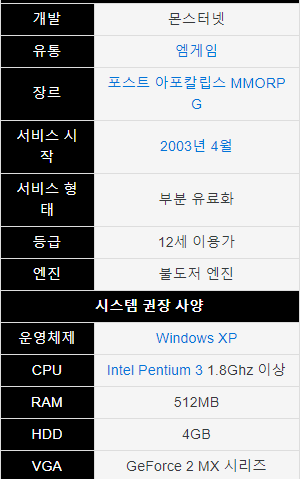 개발 몬스터넷
유통 엠게임
장르 포스트 아포칼립스 MMORP
G
서비스 시
작 2003년 4월
서비스 형
태 부분 유료화
등급 12세 이용가
엔진 불도저 엔진
시스템 권장 사양
운영체제 Windows XP
CPU Intel Pentium 3 1.8Ghz 이상
RAM 512MB
HDD 4GB
VGA GeForce 2 MX 시리즈